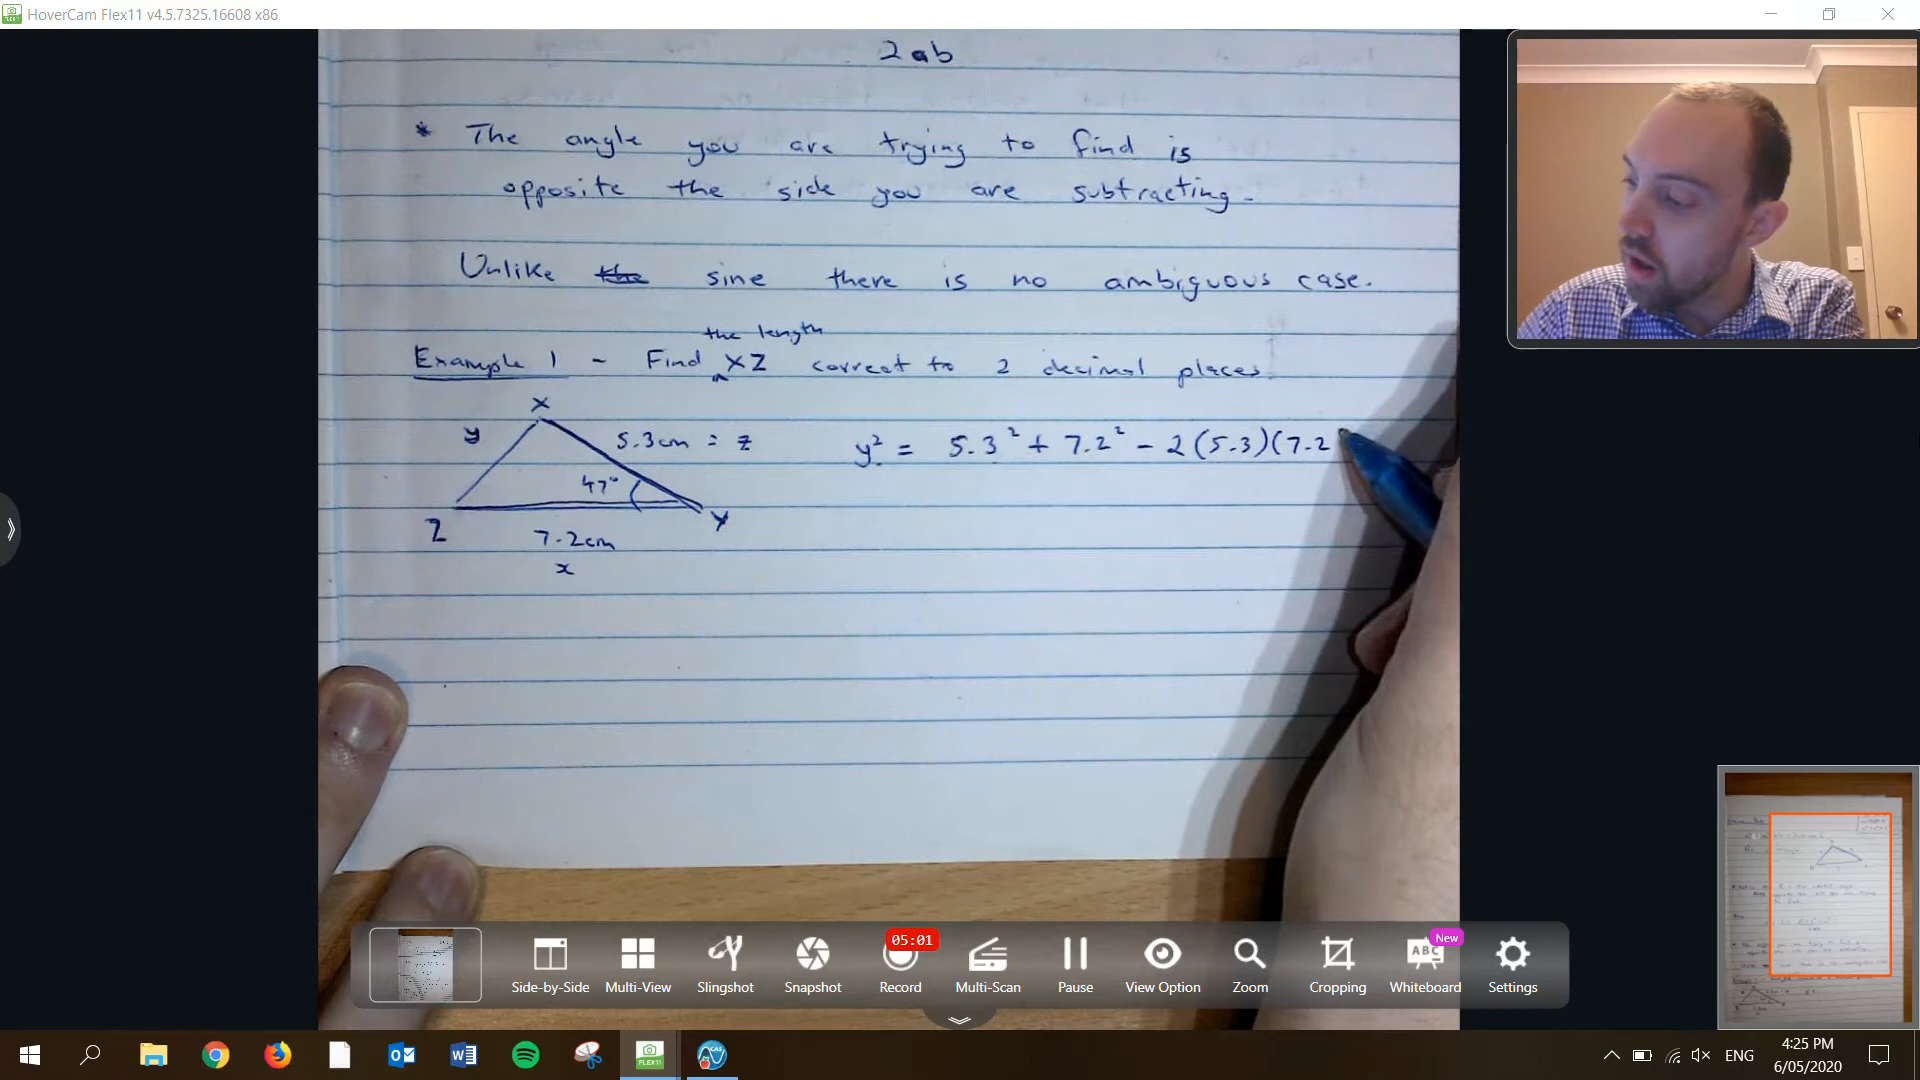 HoverCam Flex11 v4.5.7325.16608 x86
2ab
* The angle you are trying to find is
opposite the side you are subtracting.
Unlike the sine there is no ambiguous case.
the length
Example 1 - Find XZ correct to 2 decimal places.
X
y
5.3cm = z
y² = 5.3² + 7.2² - 2(5.3)(7.2
47°
Z
Y
7.2cm
x
05:01
New
ABC
Side-by-Side Multi-View Slingshot Snapshot Record Multi-Scan Pause View Option Zoom Cropping Whiteboard Settings
FLEX11
ENG
4:25 PM
6/05/2020